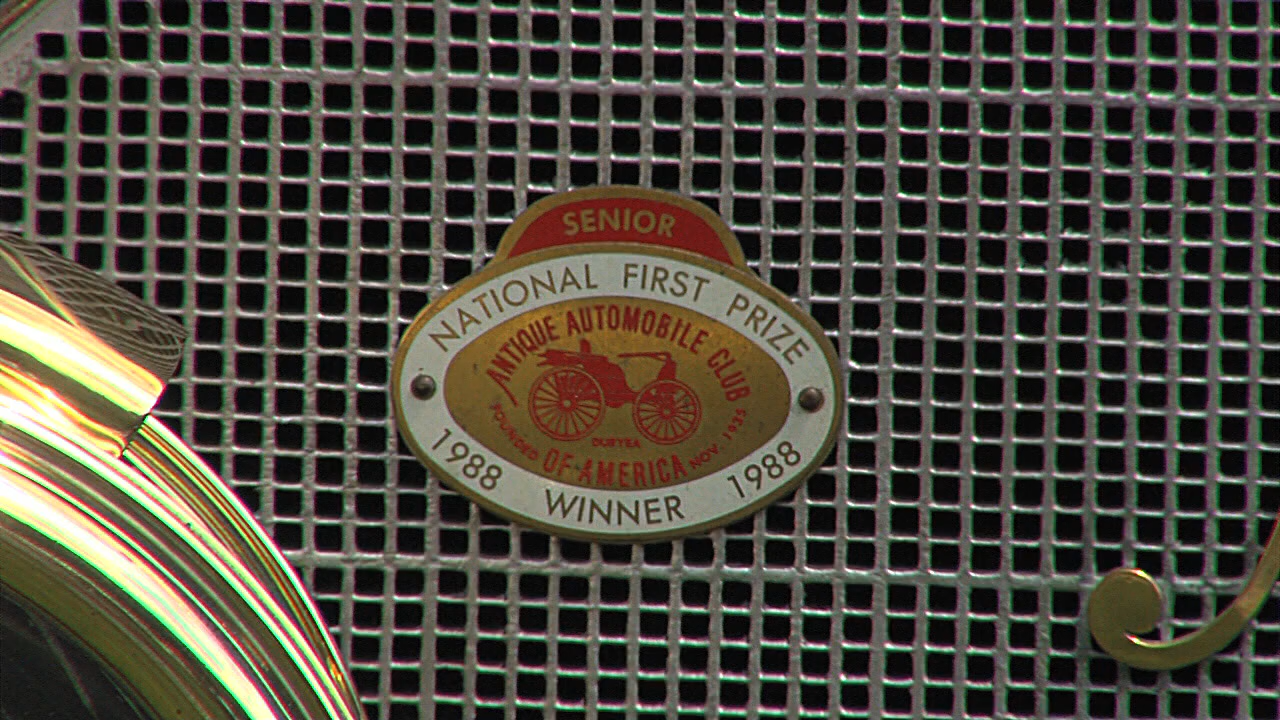 SENIOR
NATIONAL FIRST PRIZE
ANTIQUE AUTOMOBILE CLUB
DURYEA
FOUNDED OF-AMERICA NOV. 1935
1988 WINNER 1988